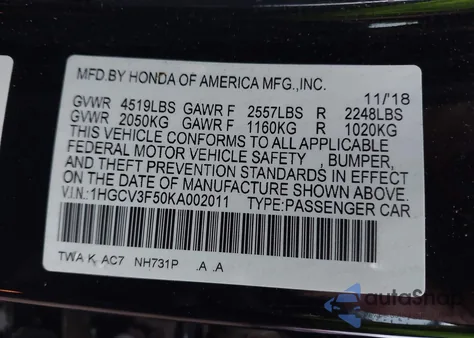 MFD.BY HONDA OF AMERICA MFG.,INC.
11/'18
GVWR 4519LBS GAWR F 2557LBS R 2248LBS
GVWR 2050KG GAWR F 1160KG R 1020KG
THIS VEHICLE CONFORMS TO ALL APPLICABLE
FEDERAL MOTOR VEHICLE SAFETY , BUMPER,
AND THEFT PREVENTION STANDARDS IN EFFECT
ON THE DATE OF MANUFACTURE SHOWN ABOVE.
V.I.N.:1HGCV3F50KA002011 TYPE:PASSENGER CAR
TWA K, AC7 NH731P .A .A
autoShop